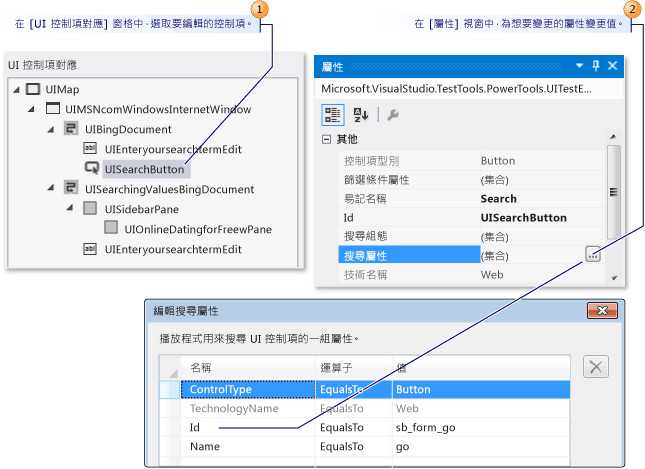 1
在 [UI 控制項對應] 窗格中，選取要編輯的控制項。
2
在 [屬性] 視窗中，為想要變更的屬性變更值。
UI 控制項對應
UIMap
UIMSNcomWindowsInternetWindow
UIBingDocument
UIEnteryoursearchtermEdit
UISearchButton
UISearchingValuesBingDocument
UISidebarPane
UIOnlineDatingforFreewPane
UIEnteryoursearchtermEdit
屬性
Microsoft.VisualStudio.TestTools.PowerTools.UITestE...
其他
控制項型別 Button
篩選條件屬性 (集合)
易記名稱 Search
Id UISearchButton
搜尋組態 (集合)
搜尋屬性 (集合) ...
技術名稱 Web
編輯搜尋屬性
播放程式用來搜尋 UI 控制項的一組屬性。
名稱 運算子 值
ControlType EqualsTo Button
TechnologyName EqualsTo Web
Id EqualsTo sb_form_go
Name EqualsTo go